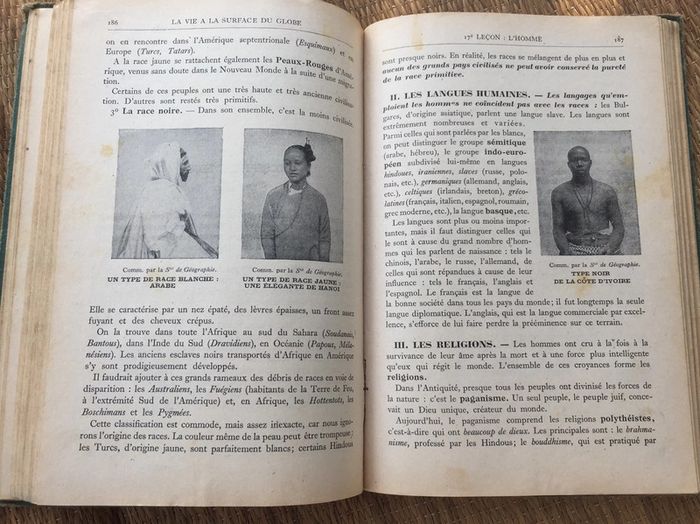 186 LA VIE A LA SURFACE DU GLOBE
on en rencontre dans l'Amérique septentrionale (Esquimaux) et en
Europe (Turcs, Tatars).
A la race jaune se rattachent également les Peaux-Rouges d'Amé-
rique, venus sans doute dans le Nouveau Monde à la suite d'une
Certains de ces peuples ont une très haute et très ancienne
tion. D'autres sont restés très primitifs.
3° La race noire. — Dans son ensemble, c'est la moins civilisée.
Comm. par la Sté de Géographie.
UN TYPE DE RACE BLANCHE :
ARABE
Comm. par la Sté de Géographie.
UN TYPE DE RACE JAUNE :
UNE ÉLÉGANTE DE HANOI
Elle se caractérise par un nez épaté, des lèvres épaisses, un front assez
fuyant et des cheveux crépus.
On la trouve dans toute l'Afrique au sud du Sahara (Soudanais,
Bantous), dans l'Inde du Sud (Dravidiens), en Océanie (Papous, Méla-
nésiens). Les anciens esclaves noirs transportés d'Afrique en Amérique
s'y sont prodigieusement développés.
Il faudrait ajouter à ces grands rameaux des débris de races en voie de
disparition : les Australiens, les Fuégiens (habitants de la Terre de Feu,
à l'extrémité Sud de l'Amérique) et, en Afrique, les Hottentots, les
Boschimans et les Pygmées.
Cette classification est commode, mais assez inexacte, car nous igno-
rons l'origine des races. La couleur même de la peau peut être trompeuse ;
les Turcs, d'origine jaune, sont parfaitement blancs ; certains Hindous
17e LEÇON : L'HOMME 187
sont presque noirs. En réalité, les races se mélangent de plus en plus et
aucun des grands pays civilisés ne peut avoir conservé la pureté
de la race primitive.
II. LES LANGUES HUMAINES. — Les langages qu'em-
ploient les hommes ne coïncident pas avec les races : les Bul-
gares, d'origine asiatique, parlent une langue slave. Les langues sont
extrêmement nombreuses et variées.
Parmi celles qui sont parlées par les blancs,
on peut distinguer le groupe sémitique
(arabe, hébreu), le groupe indo-euro-
péen subdivisé lui-même en langues
hindoues, iraniennes, slaves (russe, polo-
nais, etc.), germaniques (allemand, anglais,
etc.), celtiques (irlandais, breton), gréco-
latines (français, italien, espagnol, roumain,
grec moderne, etc.), la langue basque, etc.
Les langues sont plus ou moins impor-
tantes, mais il faut distinguer celles qui
le sont à cause du grand nombre d'hom-
mes qui les parlent de naissance : tels le
chinois, l'arabe, le russe, l'allemand, de
celles qui sont répandues à cause de leur
influence : tels le français, l'anglais et
l'espagnol. Le français est la langue de
la bonne société dans tous les pays du monde ; il fut longtemps la seule
langue diplomatique. L'anglais, qui est la langue commerciale par excel-
lence, s'efforce de lui faire perdre la prééminence sur ce terrain.
Comm. par la Sté de Géographie.
TYPE NOIR
DE LA CÔTE D'IVOIRE
III. LES RELIGIONS. — Les hommes ont cru à la fois à la
survivance de leur âme après la mort et à une force plus intelligente
qu'eux qui régit le monde. L'ensemble de ces croyances forme les
religions.
Dans l'Antiquité, presque tous les peuples ont divinisé les forces de
la nature : c'est le paganisme. Un seul peuple, le peuple juif, conce-
vait un Dieu unique, créateur du monde.
Aujourd'hui, le paganisme comprend les religions polythéistes,
c'est-à-dire qui ont beaucoup de dieux. Les principales sont : le brahma-
nisme, professé par les Hindous ; le bouddhisme, qui est pratiqué par